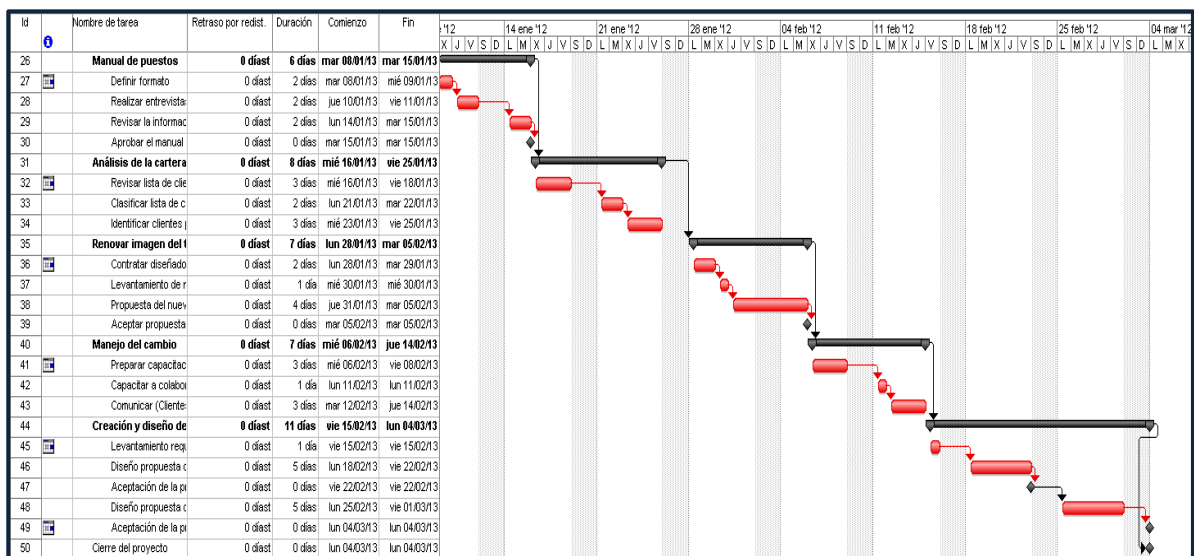 Id Nombre de tarea Retraso por redist. Duración Comienzo Fin '12 14 ene '12 21 ene '12 28 ene '12 04 feb '12 11 feb '12 18 feb '12 25 feb '12 04 mar '12
X J V S D L M X J V S D L M X J V S D L M X J V S D L M X J V S D L M X J V S D L M X J V S D L M X J V S D L M X
26 Manual de puestos 0 díast 6 días mar 08/01/13 mar 15/01/13
27 Definir formato 0 díast 2 días mar 08/01/13 mié 09/01/13
28 Realizar entrevista 0 díast 2 días jue 10/01/13 vie 11/01/13
29 Revisar la informac 0 díast 2 días lun 14/01/13 mar 15/01/13
30 Aprobar el manual 0 díast 0 días mar 15/01/13 mar 15/01/13
31 Análisis de la cartera 0 díast 8 días mié 16/01/13 vie 25/01/13
32 Revisar lista de clie 0 díast 3 días mié 16/01/13 vie 18/01/13
33 Clasificar lista de c 0 díast 2 días lun 21/01/13 mar 22/01/13
34 Identificar clientes 0 díast 3 días mié 23/01/13 vie 25/01/13
35 Renovar imagen del t 0 díast 7 días lun 28/01/13 mar 05/02/13
36 Contratar diseñado 0 díast 2 días lun 28/01/13 mar 29/01/13
37 Levantamiento de r 0 díast 1 día mié 30/01/13 mié 30/01/13
38 Propuesta del nuev 0 díast 4 días jue 31/01/13 mar 05/02/13
39 Aceptar propuesta 0 díast 0 días mar 05/02/13 mar 05/02/13
40 Manejo del cambio 0 díast 7 días mié 06/02/13 jue 14/02/13
41 Preparar capacitac 0 díast 3 días mié 06/02/13 vie 08/02/13
42 Capacitar a colabor 0 díast 1 día lun 11/02/13 lun 11/02/13
43 Comunicar (Cliente 0 díast 3 días mar 12/02/13 jue 14/02/13
44 Creación y diseño de 0 díast 11 días vie 15/02/13 lun 04/03/13
45 Levantamiento requ 0 díast 1 día vie 15/02/13 vie 15/02/13
46 Diseño propuesta c 0 díast 5 días lun 18/02/13 vie 22/02/13
47 Aceptación de la p 0 díast 0 días vie 22/02/13 vie 22/02/13
48 Diseño propuesta c 0 díast 5 días lun 25/02/13 vie 01/03/13
49 Aceptación de la p 0 díast 0 días lun 04/03/13 lun 04/03/13
50 Cierre del proyecto 0 díast 0 días lun 04/03/13 lun 04/03/13